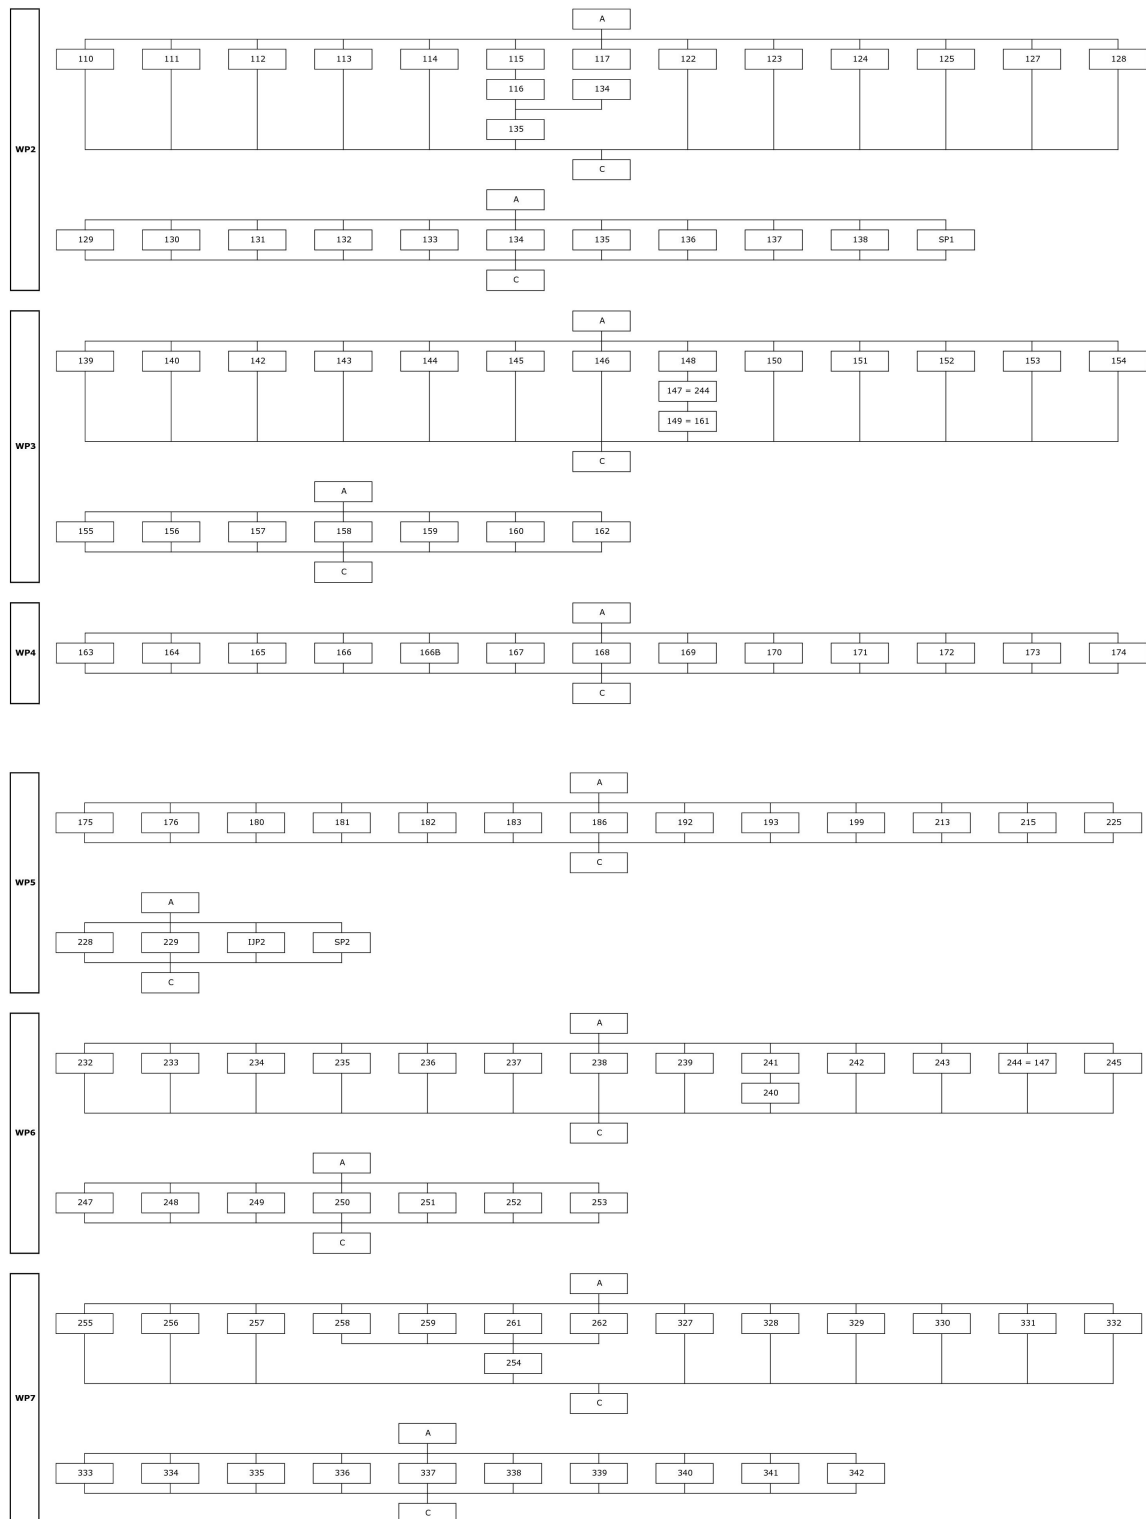 A
110 111 112 113 114 115 117 122 123 124 125 127 128
116 134
135
WP2
C
A
129 130 131 132 133 134 135 136 137 138 SP1
C
A
139 140 142 143 144 145 146 148 150 151 152 153 154
147 = 244
149 = 161
WP3
C
A
155 156 157 158 159 160 162
C
A
WP4 163 164 165 166 166B 167 168 169 170 171 172 173 174
C
A
175 176 180 181 182 183 186 192 193 199 213 215 225
C
WP5
A
228 229 IJP2 SP2
C
A
232 233 234 235 236 237 238 239 241 242 243 244 = 147 245
240
WP6
C
A
247 248 249 250 251 252 253
C
A
255 256 257 258 259 261 262 327 328 329 330 331 332
254
WP7
C
A
333 334 335 336 337 338 339 340 341 342
C